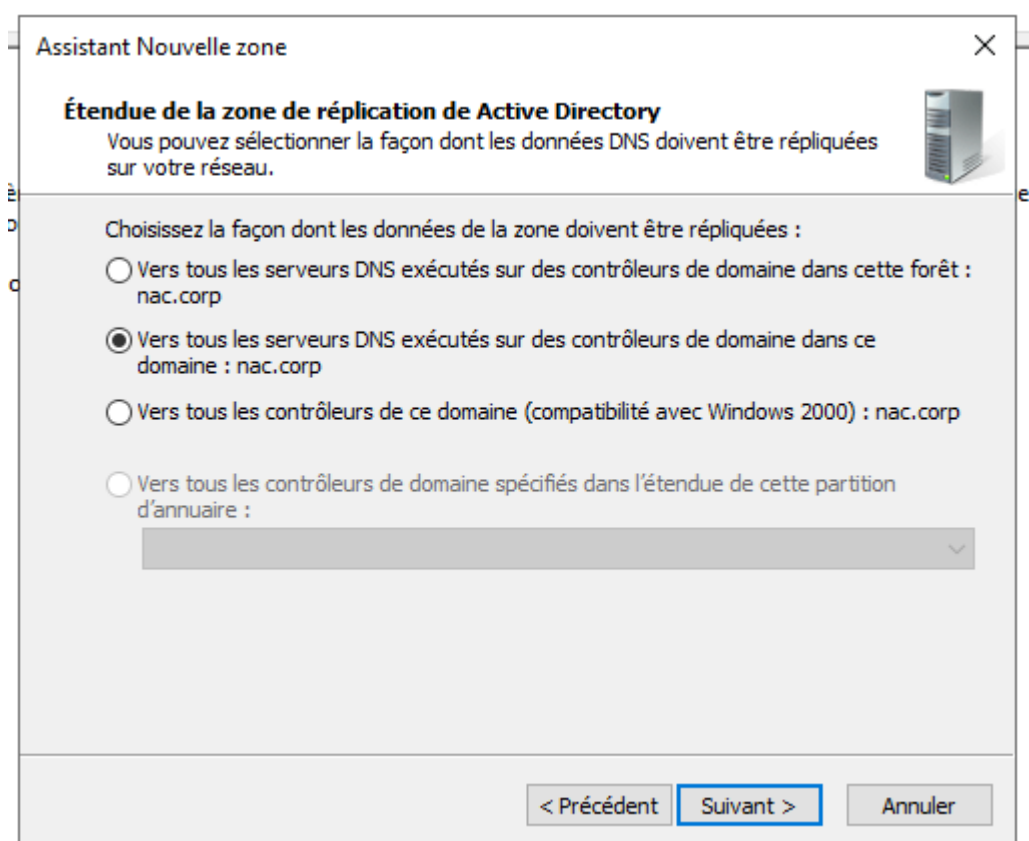 Assistant Nouvelle zone
Étendue de la zone de réplication de Active Directory
Vous pouvez sélectionner la façon dont les données DNS doivent être répliquées
sur votre réseau.
Choisissez la façon dont les données de la zone doivent être répliquées :
Vers tous les serveurs DNS exécutés sur des contrôleurs de domaine dans cette forêt :
nac.corp
Vers tous les serveurs DNS exécutés sur des contrôleurs de domaine dans ce
domaine : nac.corp
Vers tous les contrôleurs de ce domaine (compatibilité avec Windows 2000) : nac.corp
Vers tous les contrôleurs de domaine spécifiés dans l’étendue de cette partition
d’annuaire :
< Précédent
Suivant >
Annuler